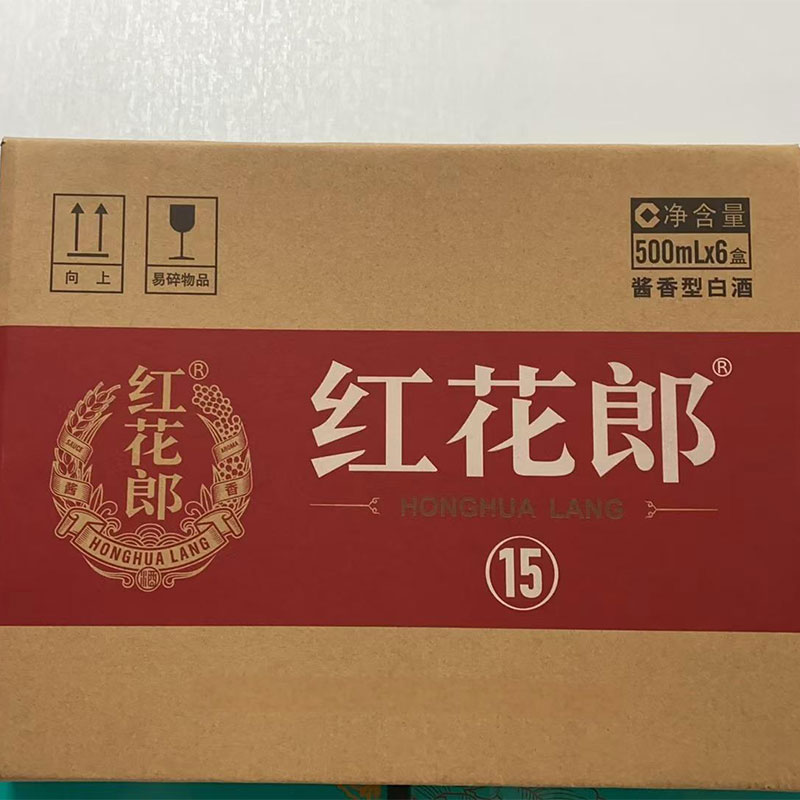 向 上
易碎物品
净含量
500mLx6盒
酱香型白酒
红花郎®
SAUCE AROMA
酱 香
HONGHUA LANG
酒
红花郎®
HONGHUA LANG
15